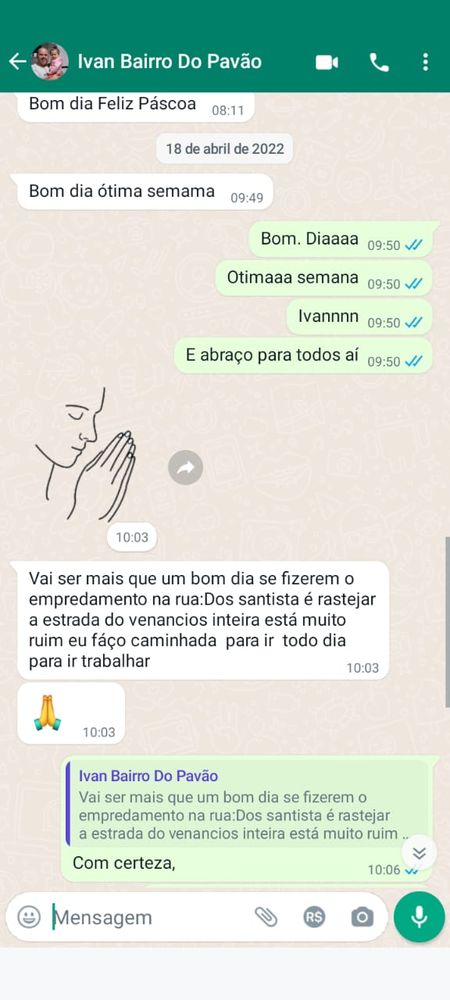 Ivan Bairro Do Pavão
Bom dia Feliz Páscoa 08:11
18 de abril de 2022
Bom dia ótima semama 09:49
Bom. Diaaaa 09:50
Otimaaa semana 09:50
Ivannnn 09:50
E abraço para todos aí 09:50
10:03
Vai ser mais que um bom dia se fizerem o
empredamento na rua:Dos santista é rastejar
a estrada do venancios inteira está muito
ruim eu fáço caminhada para ir todo dia
para ir trabalhar 10:03
10:03
Ivan Bairro Do Pavão
Vai ser mais que um bom dia se fizerem o
empredamento na rua:Dos santista é rastejar
a estrada do venancios inteira está muito ruim ..
Com certeza, 10:06
Mensagem R$